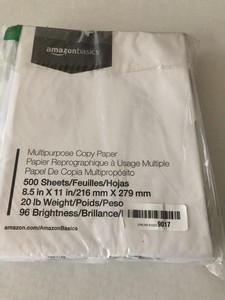 amazonbasics
Multipurpose Copy Paper
Papier Reprographique à Usage Multiple
Papel De Copia Multipropósito
500 Sheets/Feuilles/Hojas
8.5 in X 11 in/216 mm X 279 mm
20 lb Weight/Poids/Peso
96 Brightness/Brillance/
9017
amazon.com/AmazonBasics